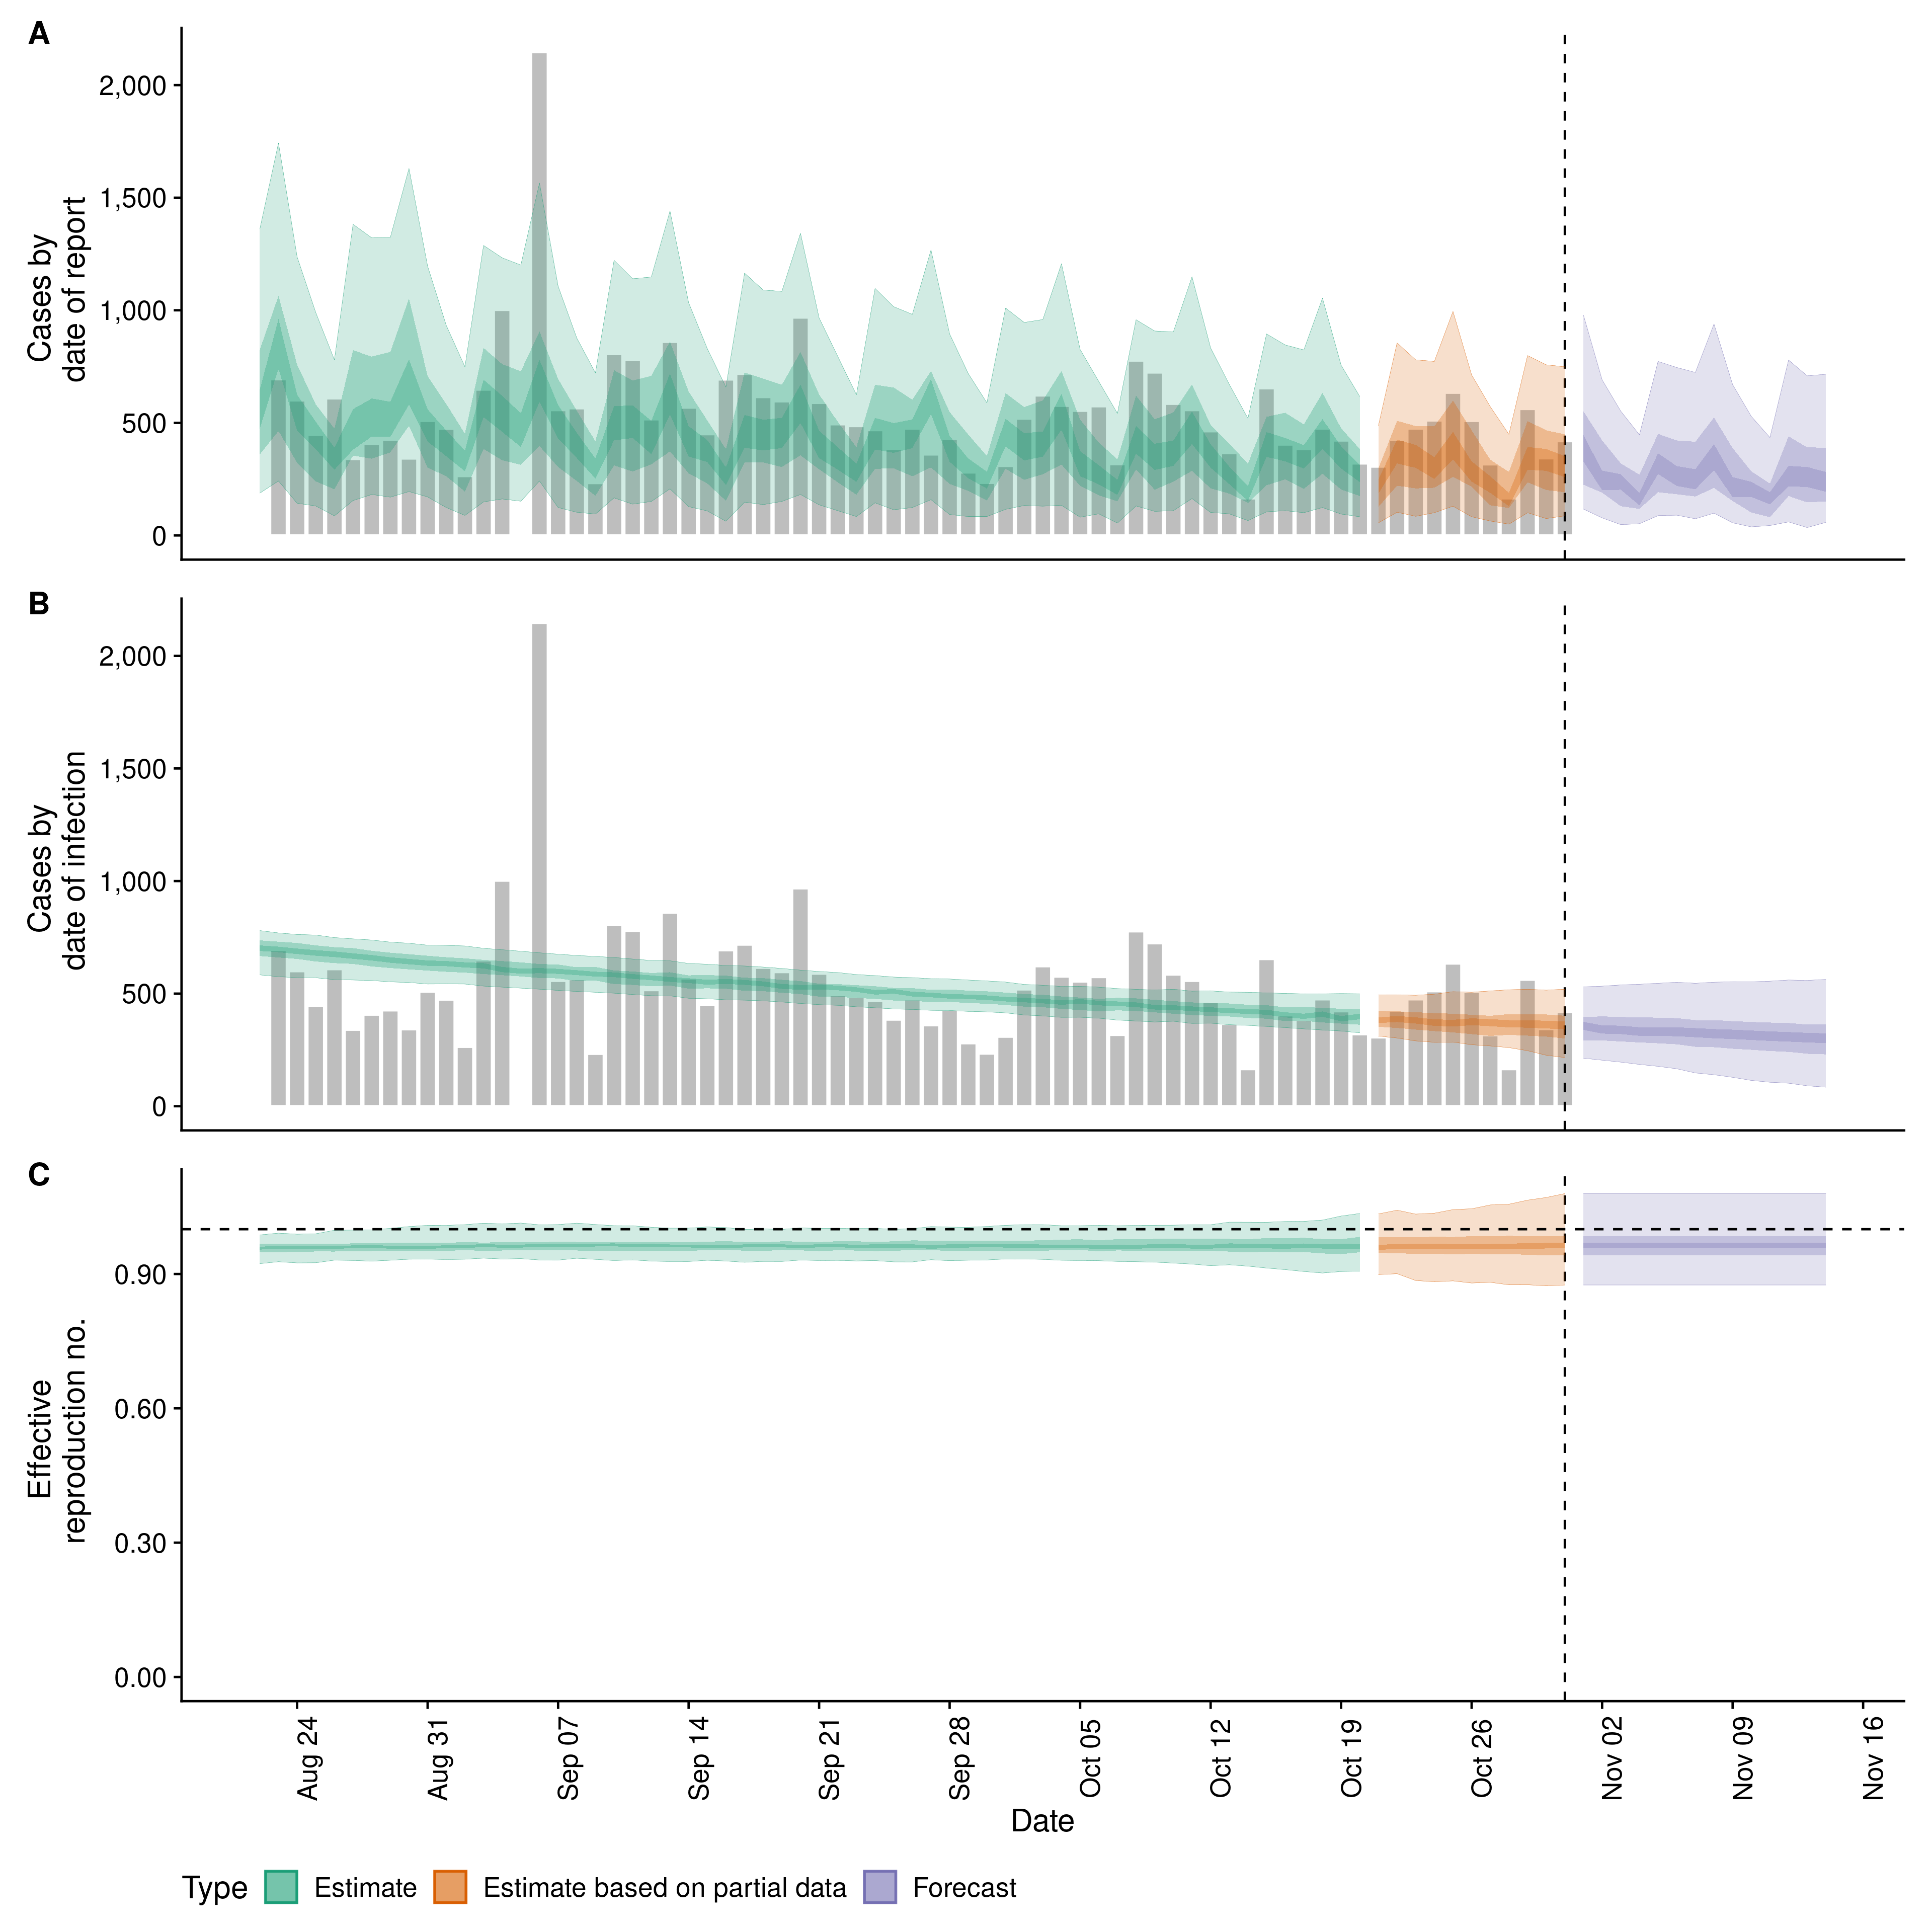 A
2,000
1,500
1,000
500
0
Cases by
date of report
B
2,000
1,500
1,000
500
0
Cases by
date of infection
C
0.90
0.60
0.30
0.00
Effective
reproduction no.
Aug 24
Aug 31
Sep 07
Sep 14
Sep 21
Sep 28
Oct 05
Oct 12
Oct 19
Oct 26
Nov 02
Nov 09
Nov 16
Date
Type Estimate Estimate based on partial data Forecast